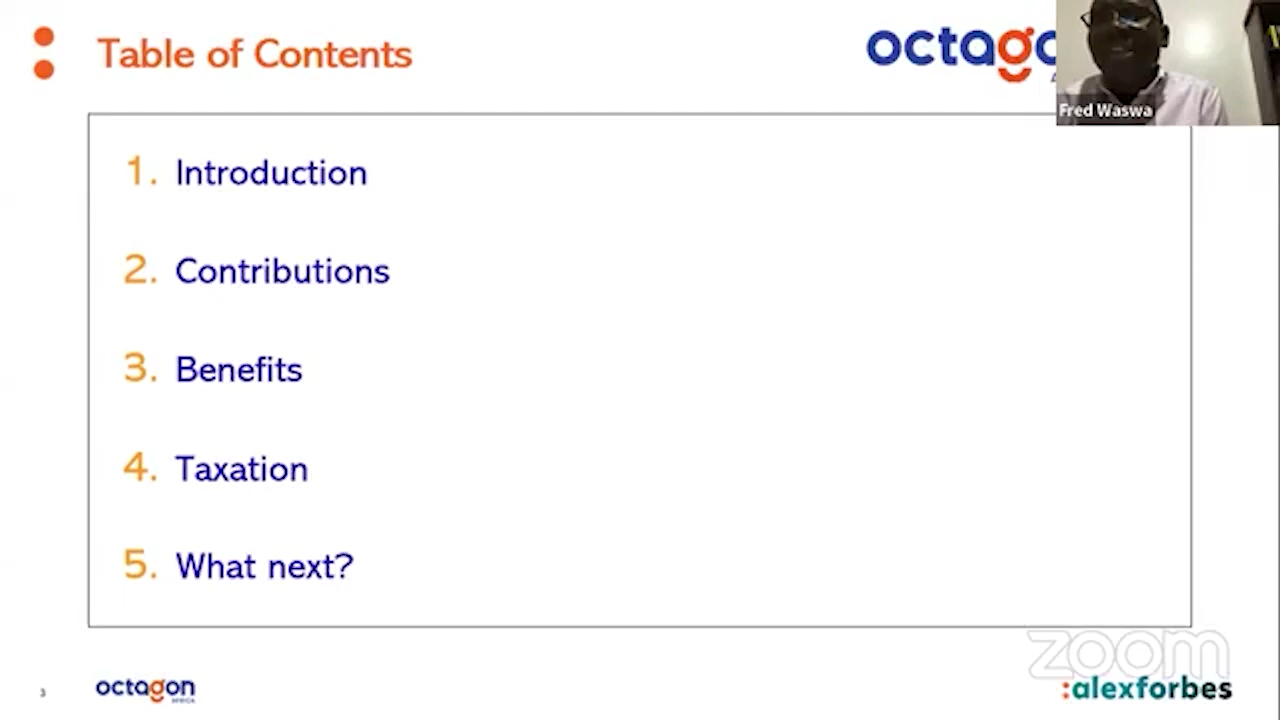 Table of Contents
octago
Fred Waswa
1. Introduction
2. Contributions
3. Benefits
4. Taxation
5. What next?
zoom
3
octagon
AFRICA
:alexforbes